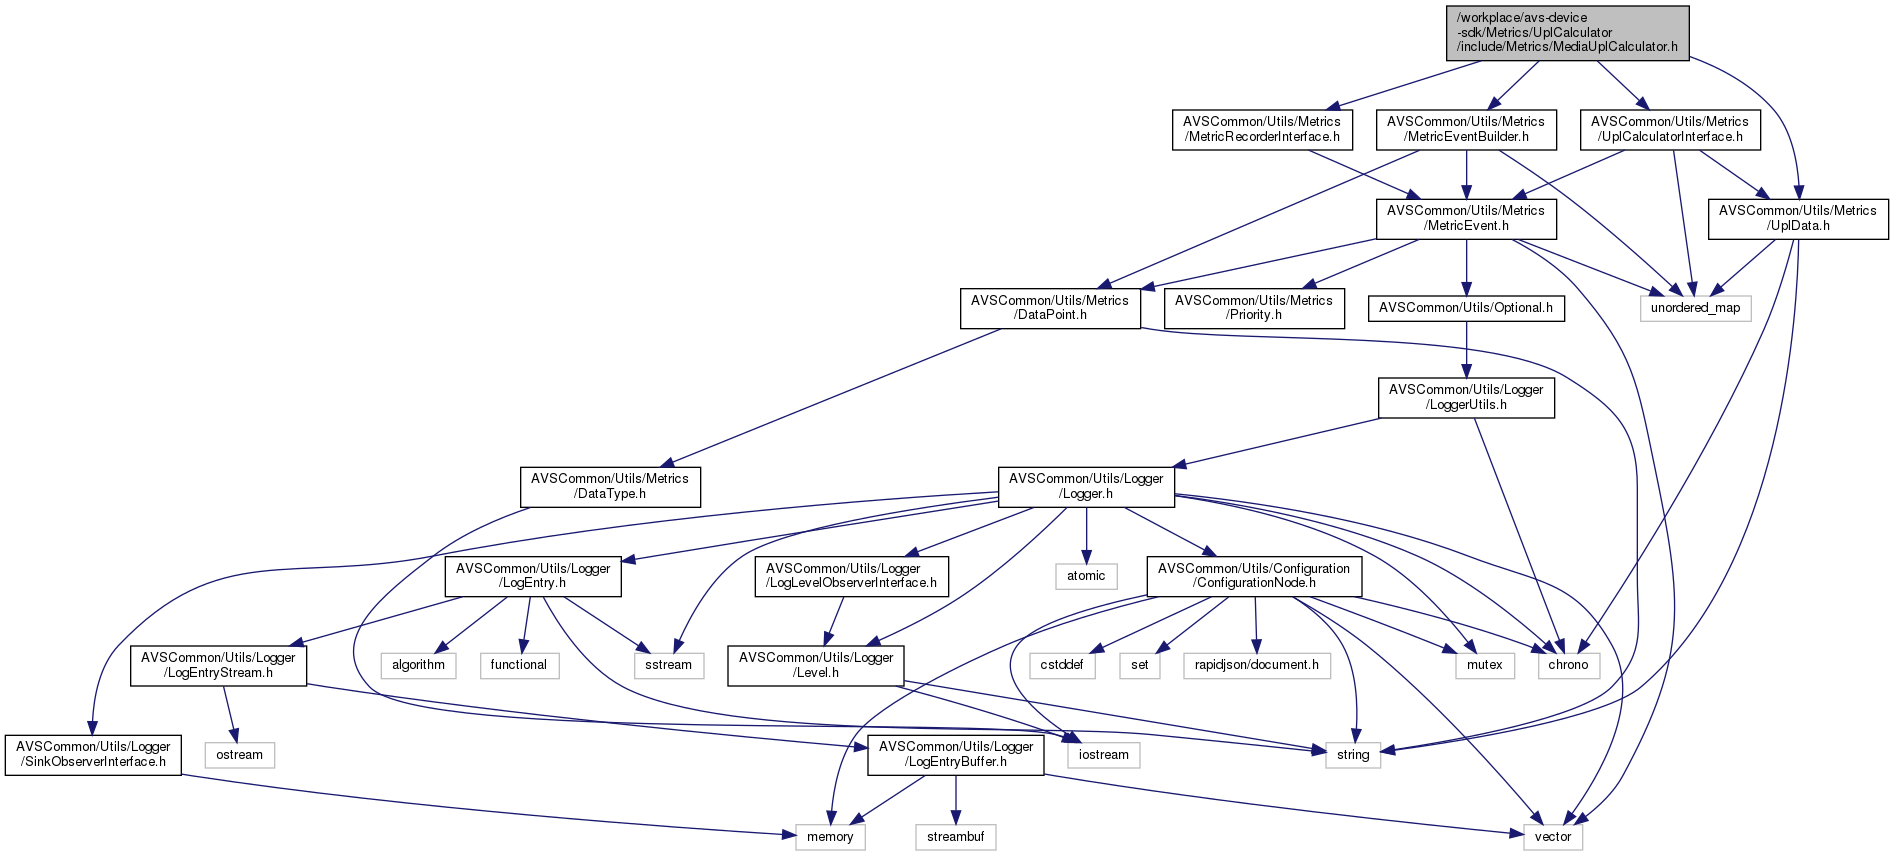 /workplace/avs-device
-sdk/Metrics/UplCalculator
/include/Metrics/MediaUplCalculator.h
AVSCommon/Utils/Metrics
/MetricRecorderInterface.h
AVSCommon/Utils/Metrics
/MetricEventBuilder.h
AVSCommon/Utils/Metrics
/UplCalculatorInterface.h
AVSCommon/Utils/Metrics
/MetricEvent.h
AVSCommon/Utils/Metrics
/UplData.h
AVSCommon/Utils/Metrics
/DataPoint.h
AVSCommon/Utils/Metrics
/Priority.h
AVSCommon/Utils/Optional.h
unordered_map
AVSCommon/Utils/Logger
/LoggerUtils.h
AVSCommon/Utils/Metrics
/DataType.h
AVSCommon/Utils/Logger
/Logger.h
AVSCommon/Utils/Logger
/LogEntry.h
AVSCommon/Utils/Logger
/LogLevelObserverInterface.h
atomic
AVSCommon/Utils/Configuration
/ConfigurationNode.h
AVSCommon/Utils/Logger
/LogEntryStream.h
algorithm
functional
sstream
AVSCommon/Utils/Logger
/Level.h
cstddef
set
rapidjson/document.h
mutex
chrono
AVSCommon/Utils/Logger
/SinkObserverInterface.h
ostream
AVSCommon/Utils/Logger
/LogEntryBuffer.h
iostream
string
memory
streambuf
vector